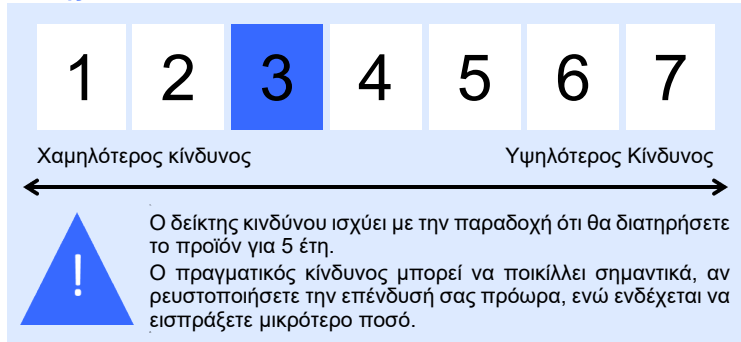 1 2 3 4 5 6 7
Χαμηλότερος κίνδυνος Υψηλότερος Κίνδυνος
Ο δείκτης κινδύνου ισχύει με την παραδοχή ότι θα διατηρήσετε
το προϊόν για 5 έτη.
Ο πραγματικός κίνδυνος μπορεί να ποικίλλει σημαντικά, αν
ρευστοποιήσετε την επένδυσή σας πρόωρα, ενώ ενδέχεται να
εισπράξετε μικρότερο ποσό.
!